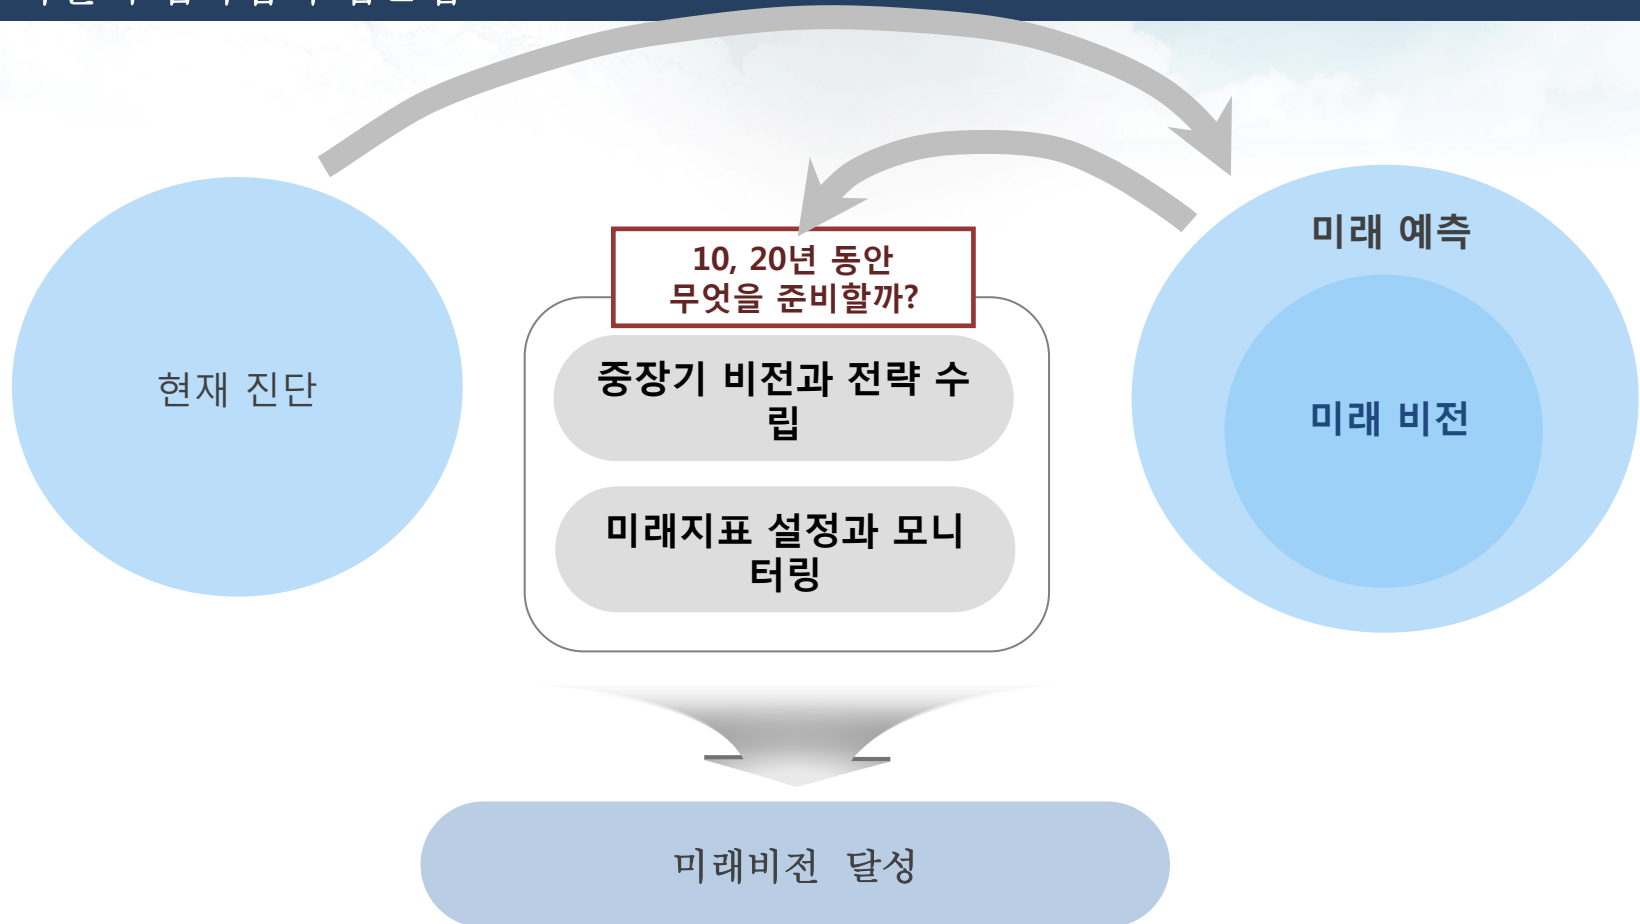 미래 예측
10, 20년 동안
무엇을 준비할까?
현재 진단
중장기 비전과 전략 수
립
미래 비전
미래지표 설정과 모니
터링
미래비전 달성